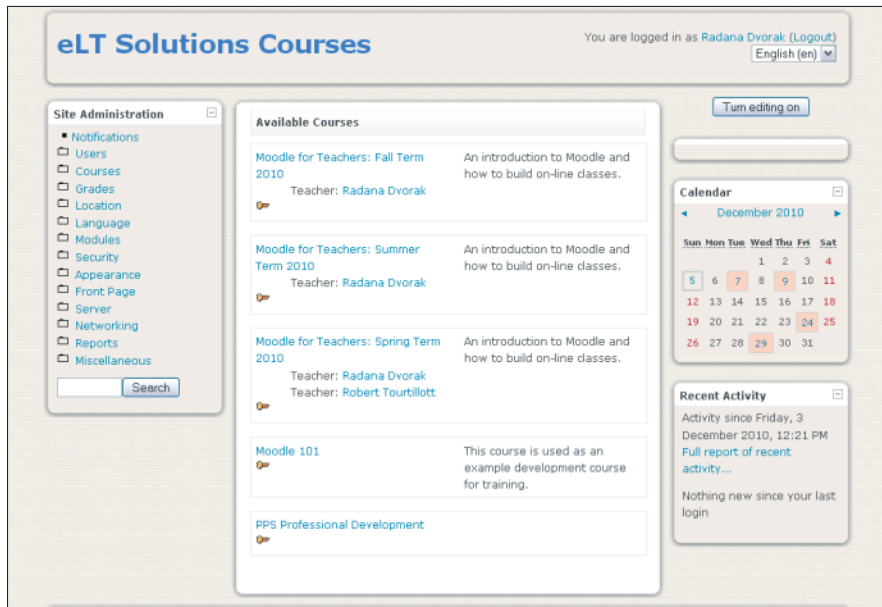 eLT Solutions Courses
You are logged in as Radana Dvorak (Logout)
English (en)
Site Administration
Notifications
Users
Courses
Grades
Location
Language
Modules
Security
Appearance
Front Page
Server
Networking
Reports
Miscellaneous
Search
Available Courses
Moodle for Teachers: Fall Term
2010
Teacher: Radana Dvorak
An introduction to Moodle and
how to build on-line classes.
Moodle for Teachers: Summer
Term 2010
Teacher: Radana Dvorak
An introduction to Moodle and
how to build on-line classes.
Moodle for Teachers: Spring Term
2010
Teacher: Radana Dvorak
Teacher: Robert Tourtillott
An introduction to Moodle and
how to build on-line classes.
Moodle 101
This course is used as an
example development course
for training.
PPS Professional Development
Turn editing on
Calendar
◄ December 2010 ►
Sun Mon Tue Wed Thu Fri Sat
1 2 3 4
5 6 7 8 9 10 11
12 13 14 15 16 17 18
19 20 21 22 23 24 25
26 27 28 29 30 31
Recent Activity
Activity since Friday, 3
December 2010, 12:21 PM
Full report of recent
activity...
Nothing new since your last
login